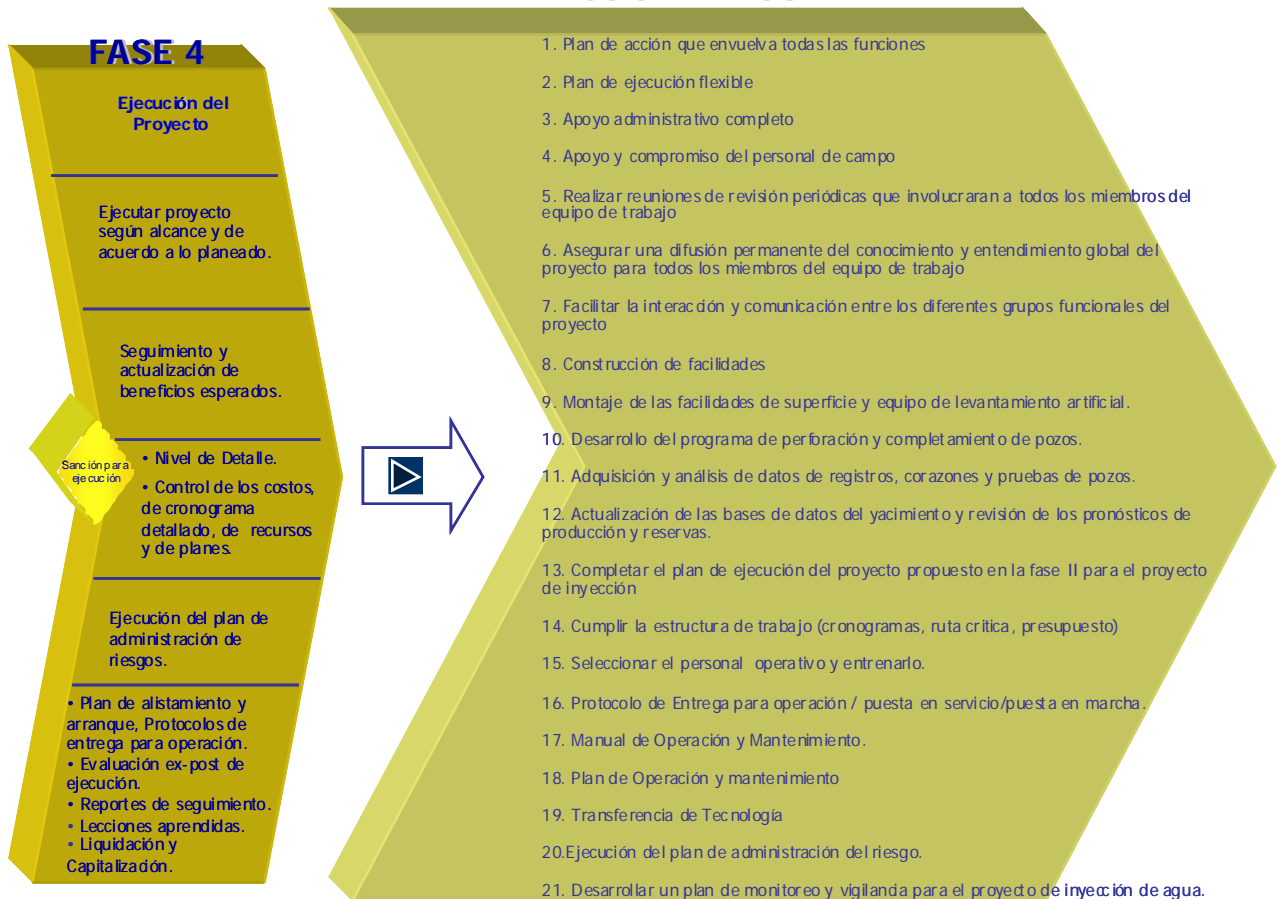 FASE 4
Ejecución del
Proyecto
Ejecutar proyecto
según alcance y de
acuerdo a lo planeado.
Seguimiento y
actualización de
beneficios esperados.
Sanción para
ejecución
• Nivel de Detalle.
• Control de los costos,
de cronograma
detallado, de recursos
y de planes.
Ejecución del plan de
administración de
riesgos.
• Plan de alistamiento y
arranque, Protocolos de
entrega para operación.
• Evaluación ex-post de
ejecución.
• Reportes de seguimiento.
• Lecciones aprendidas.
• Liquidación y
Capitalización.
1. Plan de acción que envuelva todas las funciones
2. Plan de ejecución flexible
3. Apoyo administrativo completo
4. Apoyo y compromiso del personal de campo
5. Realizar reuniones de revisión periódicas que involucraran a todos los miembros del
equipo de trabajo
6. Asegurar una difusión permanente del conocimiento y entendimiento global del
proyecto para todos los miembros del equipo de trabajo
7. Facilitar la interacción y comunicación entre los diferentes grupos funcionales del
proyecto
8. Construcción de facilidades
9. Montaje de las facilidades de superficie y equipo de levantamiento artificial.
10. Desarrollo del programa de perforación y completamiento de pozos.
11. Adquisición y análisis de datos de registros, corazones y pruebas de pozos.
12. Actualización de las bases de datos del yacimiento y revisión de los pronósticos de
producción y reservas.
13. Completar el plan de ejecución del proyecto propuesto en la fase II para el proyecto
de inyección
14. Cumplir la estructura de trabajo (cronogramas, ruta critica, presupuesto)
15. Seleccionar el personal operativo y entrenarlo.
16. Protocolo de Entrega para operación / puesta en servicio/puesta en marcha.
17. Manual de Operación y Mantenimiento.
18. Plan de Operación y mantenimiento
19. Transferencia de Tecnología
20.Ejecución del plan de administración del riesgo.
21. Desarrollar un plan de monitoreo y vigilancia para el proyecto de inyección de agua.